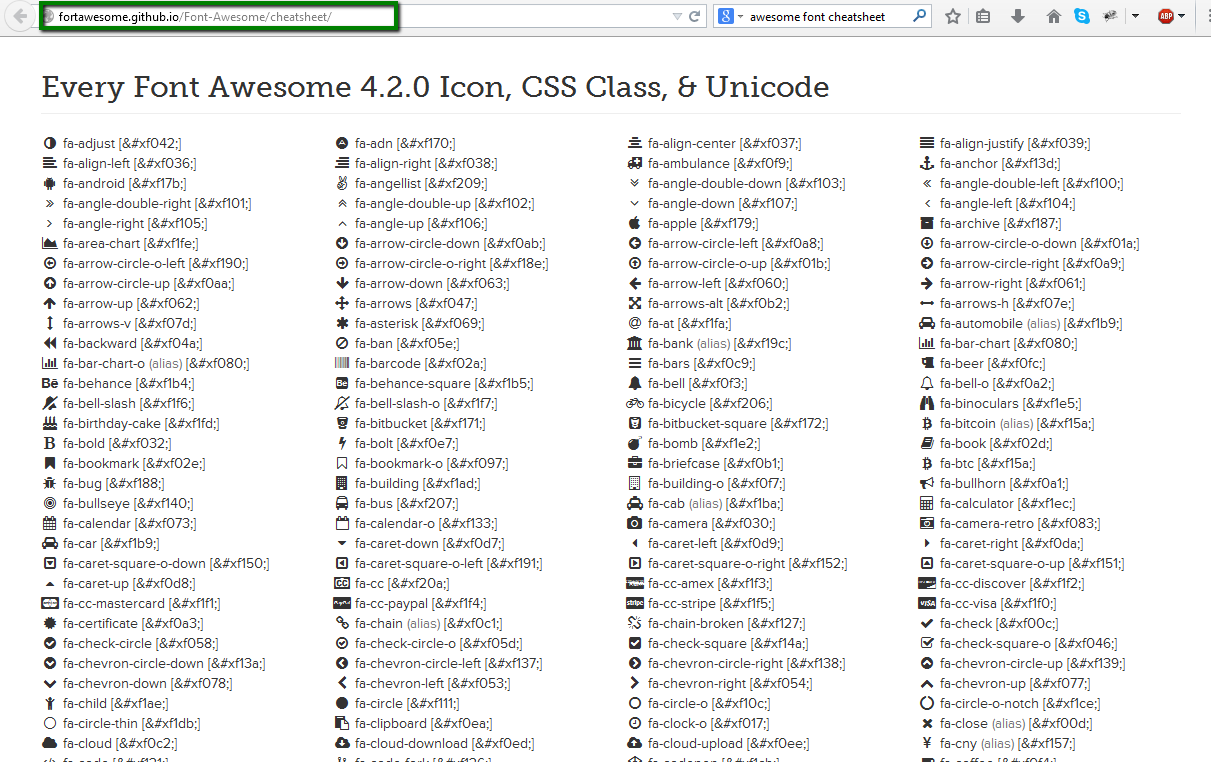 fortawesome.github.io/Font-Awesome/cheatsheet/ awesome font cheatsheet
Every Font Awesome 4.2.0 Icon, CSS Class, & Unicode
fa-adjust [&#xf042;] fa-adn [&#xf170;] fa-align-center [&#xf037;] fa-align-justify [&#xf039;]
fa-align-left [&#xf036;] fa-align-right [&#xf038;] fa-ambulance [&#xf0f9;] fa-anchor [&#xf13d;]
fa-android [&#xf17b;] fa-angellist [&#xf209;] fa-angle-double-down [&#xf103;] fa-angle-double-left [&#xf100;]
fa-angle-double-right [&#xf101;] fa-angle-double-up [&#xf102;] fa-angle-down [&#xf107;] fa-angle-left [&#xf104;]
fa-angle-right [&#xf105;] fa-angle-up [&#xf106;] fa-apple [&#xf179;] fa-archive [&#xf187;]
fa-area-chart [&#xf1fe;] fa-arrow-circle-down [&#xf0ab;] fa-arrow-circle-left [&#xf0a8;] fa-arrow-circle-o-down [&#xf01a;]
fa-arrow-circle-o-left [&#xf190;] fa-arrow-circle-o-right [&#xf18e;] fa-arrow-circle-o-up [&#xf01b;] fa-arrow-circle-right [&#xf0a9;]
fa-arrow-circle-up [&#xf0aa;] fa-arrow-down [&#xf063;] fa-arrow-left [&#xf060;] fa-arrow-right [&#xf061;]
fa-arrow-up [&#xf062;] fa-arrows [&#xf047;] fa-arrows-alt [&#xf0b2;] fa-arrows-h [&#xf07e;]
fa-arrows-v [&#xf07d;] fa-asterisk [&#xf069;] fa-at [&#xf1fa;] fa-automobile (alias) [&#xf1b9;]
fa-backward [&#xf04a;] fa-ban [&#xf05e;] fa-bank (alias) [&#xf19c;] fa-bar-chart [&#xf080;]
fa-bar-chart-o (alias) [&#xf080;] fa-barcode [&#xf02a;] fa-bars [&#xf0c9;] fa-beer [&#xf0fc;]
fa-behance [&#xf1b4;] fa-behance-square [&#xf1b5;] fa-bell [&#xf0f3;] fa-bell-o [&#xf0a2;]
fa-bell-slash [&#xf1f6;] fa-bell-slash-o [&#xf1f7;] fa-bicycle [&#xf206;] fa-binoculars [&#xf1e5;]
fa-birthday-cake [&#xf1fd;] fa-bitbucket [&#xf171;] fa-bitbucket-square [&#xf172;] fa-bitcoin (alias) [&#xf15a;]
fa-bold [&#xf032;] fa-bolt [&#xf0e7;] fa-bomb [&#xf1e2;] fa-book [&#xf02d;]
fa-bookmark [&#xf02e;] fa-bookmark-o [&#xf097;] fa-briefcase [&#xf0b1;] fa-btc [&#xf15a;]
fa-bug [&#xf188;] fa-building [&#xf1ad;] fa-building-o [&#xf0f7;] fa-bullhorn [&#xf0a1;]
fa-bullseye [&#xf140;] fa-bus [&#xf207;] fa-cab (alias) [&#xf1ba;] fa-calculator [&#xf1ec;]
fa-calendar [&#xf073;] fa-calendar-o [&#xf133;] fa-camera [&#xf030;] fa-camera-retro [&#xf083;]
fa-car [&#xf1b9;] fa-caret-down [&#xf0d7;] fa-caret-left [&#xf0d9;] fa-caret-right [&#xf0da;]
fa-caret-square-o-down [&#xf150;] fa-caret-square-o-left [&#xf191;] fa-caret-square-o-right [&#xf152;] fa-caret-square-o-up [&#xf151;]
fa-caret-up [&#xf0d8;] fa-cc [&#xf20a;] fa-cc-amex [&#xf1f3;] fa-cc-discover [&#xf1f2;]
fa-cc-mastercard [&#xf1f1;] fa-cc-paypal [&#xf1f4;] fa-cc-stripe [&#xf1f5;] fa-cc-visa [&#xf1f0;]
fa-certificate [&#xf0a3;] fa-chain (alias) [&#xf0c1;] fa-chain-broken [&#xf127;] fa-check [&#xf00c;]
fa-check-circle [&#xf058;] fa-check-circle-o [&#xf05d;] fa-check-square [&#xf14a;] fa-check-square-o [&#xf046;]
fa-chevron-circle-down [&#xf13a;] fa-chevron-circle-left [&#xf137;] fa-chevron-circle-right [&#xf138;] fa-chevron-circle-up [&#xf139;]
fa-chevron-down [&#xf078;] fa-chevron-left [&#xf053;] fa-chevron-right [&#xf054;] fa-chevron-up [&#xf077;]
fa-child [&#xf1ae;] fa-circle [&#xf111;] fa-circle-o [&#xf10c;] fa-circle-o-notch [&#xf1ce;]
fa-circle-thin [&#xf1db;] fa-clipboard [&#xf0ea;] fa-clock-o [&#xf017;] fa-close (alias) [&#xf00d;]
fa-cloud [&#xf0c2;] fa-cloud-download [&#xf0ed;] fa-cloud-upload [&#xf0ee;] fa-cny (alias) [&#xf157;]